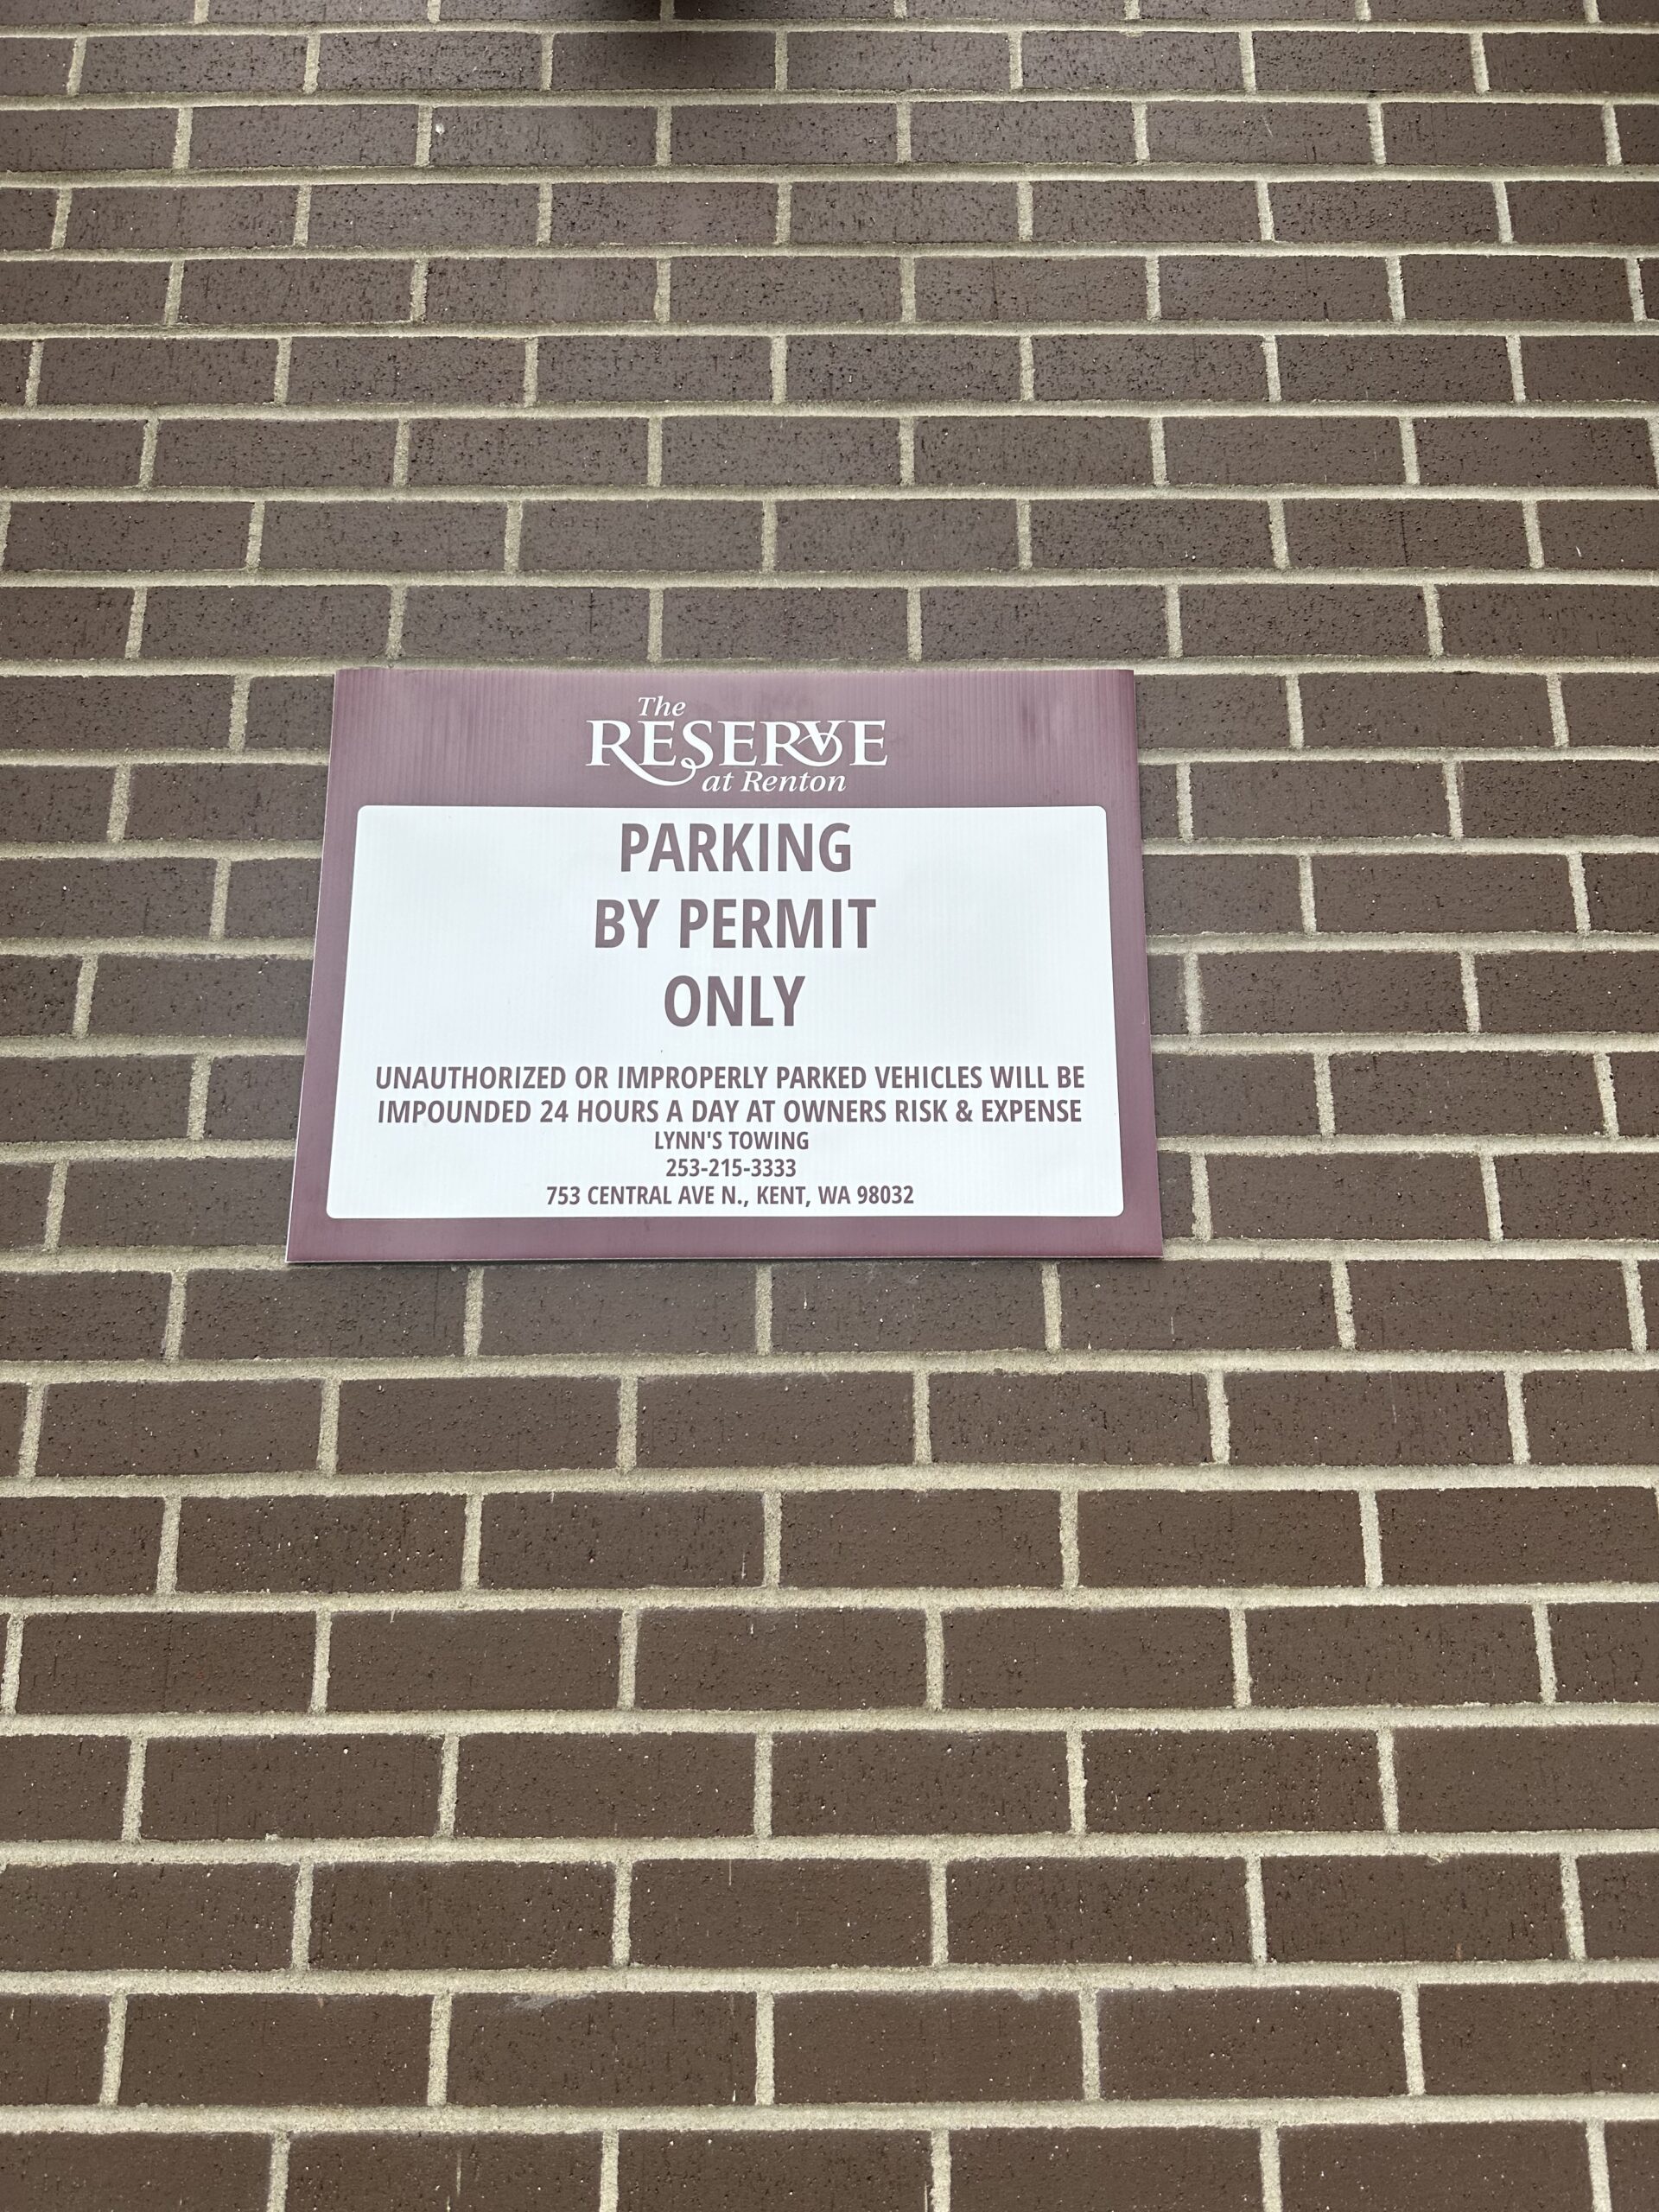 The
RESERVE
at Renton
PARKING
BY PERMIT
ONLY
UNAUTHORIZED OR IMPROPERLY PARKED VEHICLES WILL BE
IMPOUNDED 24 HOURS A DAY AT OWNERS RISK & EXPENSE
LYNN'S TOWING
253-215-3333
753 CENTRAL AVE N., KENT, WA 98032